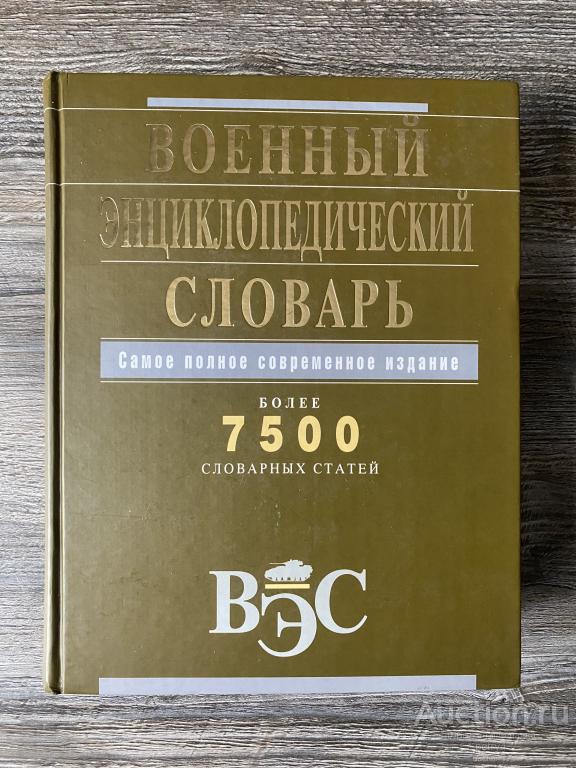 ВОЕННЫЙ
ЭНЦИКЛОПЕДИЧЕСКИЙ
СЛОВАРЬ
Самое полное современное издание
БОЛЕЕ
7500
СЛОВАРНЫХ СТАТЕЙ
ВЭС
Auction.ru